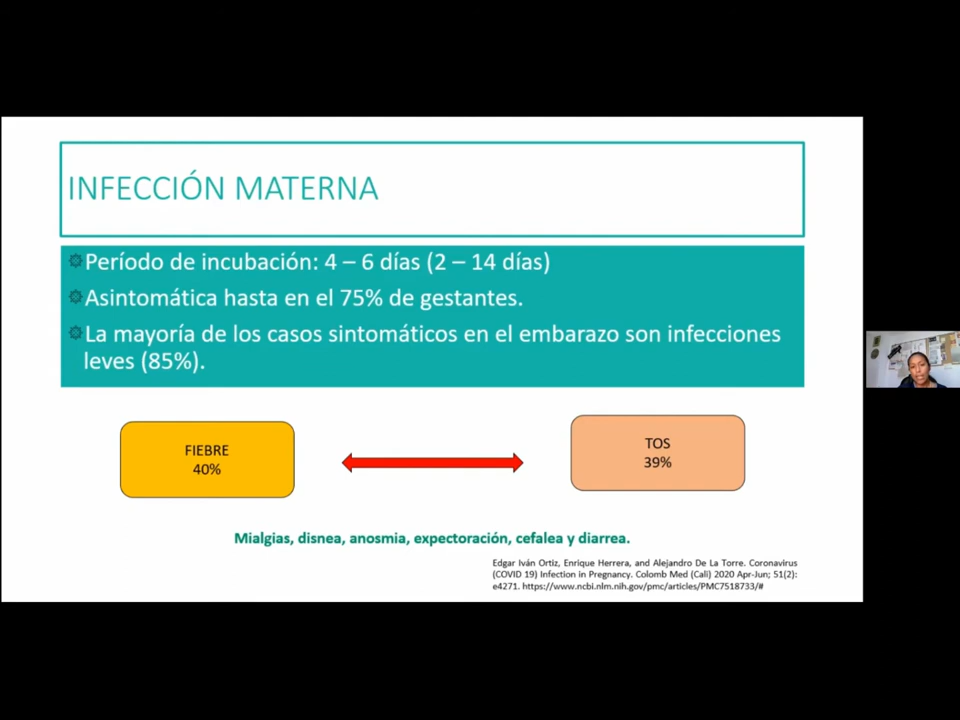 INFECCIÓN MATERNA
Período de incubación: 4 – 6 días (2 – 14 días)
Asintomática hasta en el 75% de gestantes.
La mayoría de los casos sintomáticos en el embarazo son infecciones
leves (85%).
FIEBRE
40%
TOS
39%
Mialgias, disnea, anosmia, expectoración, cefalea y diarrea.
Edgar Iván Ortiz, Enrique Herrera, and Alejandro De La Torre. Coronavirus
(COVID 19) Infection in Pregnancy. Colomb Med (Cali) 2020 Apr-Jun; 51(2):
e4271. https://www.ncbi.nlm.nih.gov/pmc/articles/PMC7518733/#